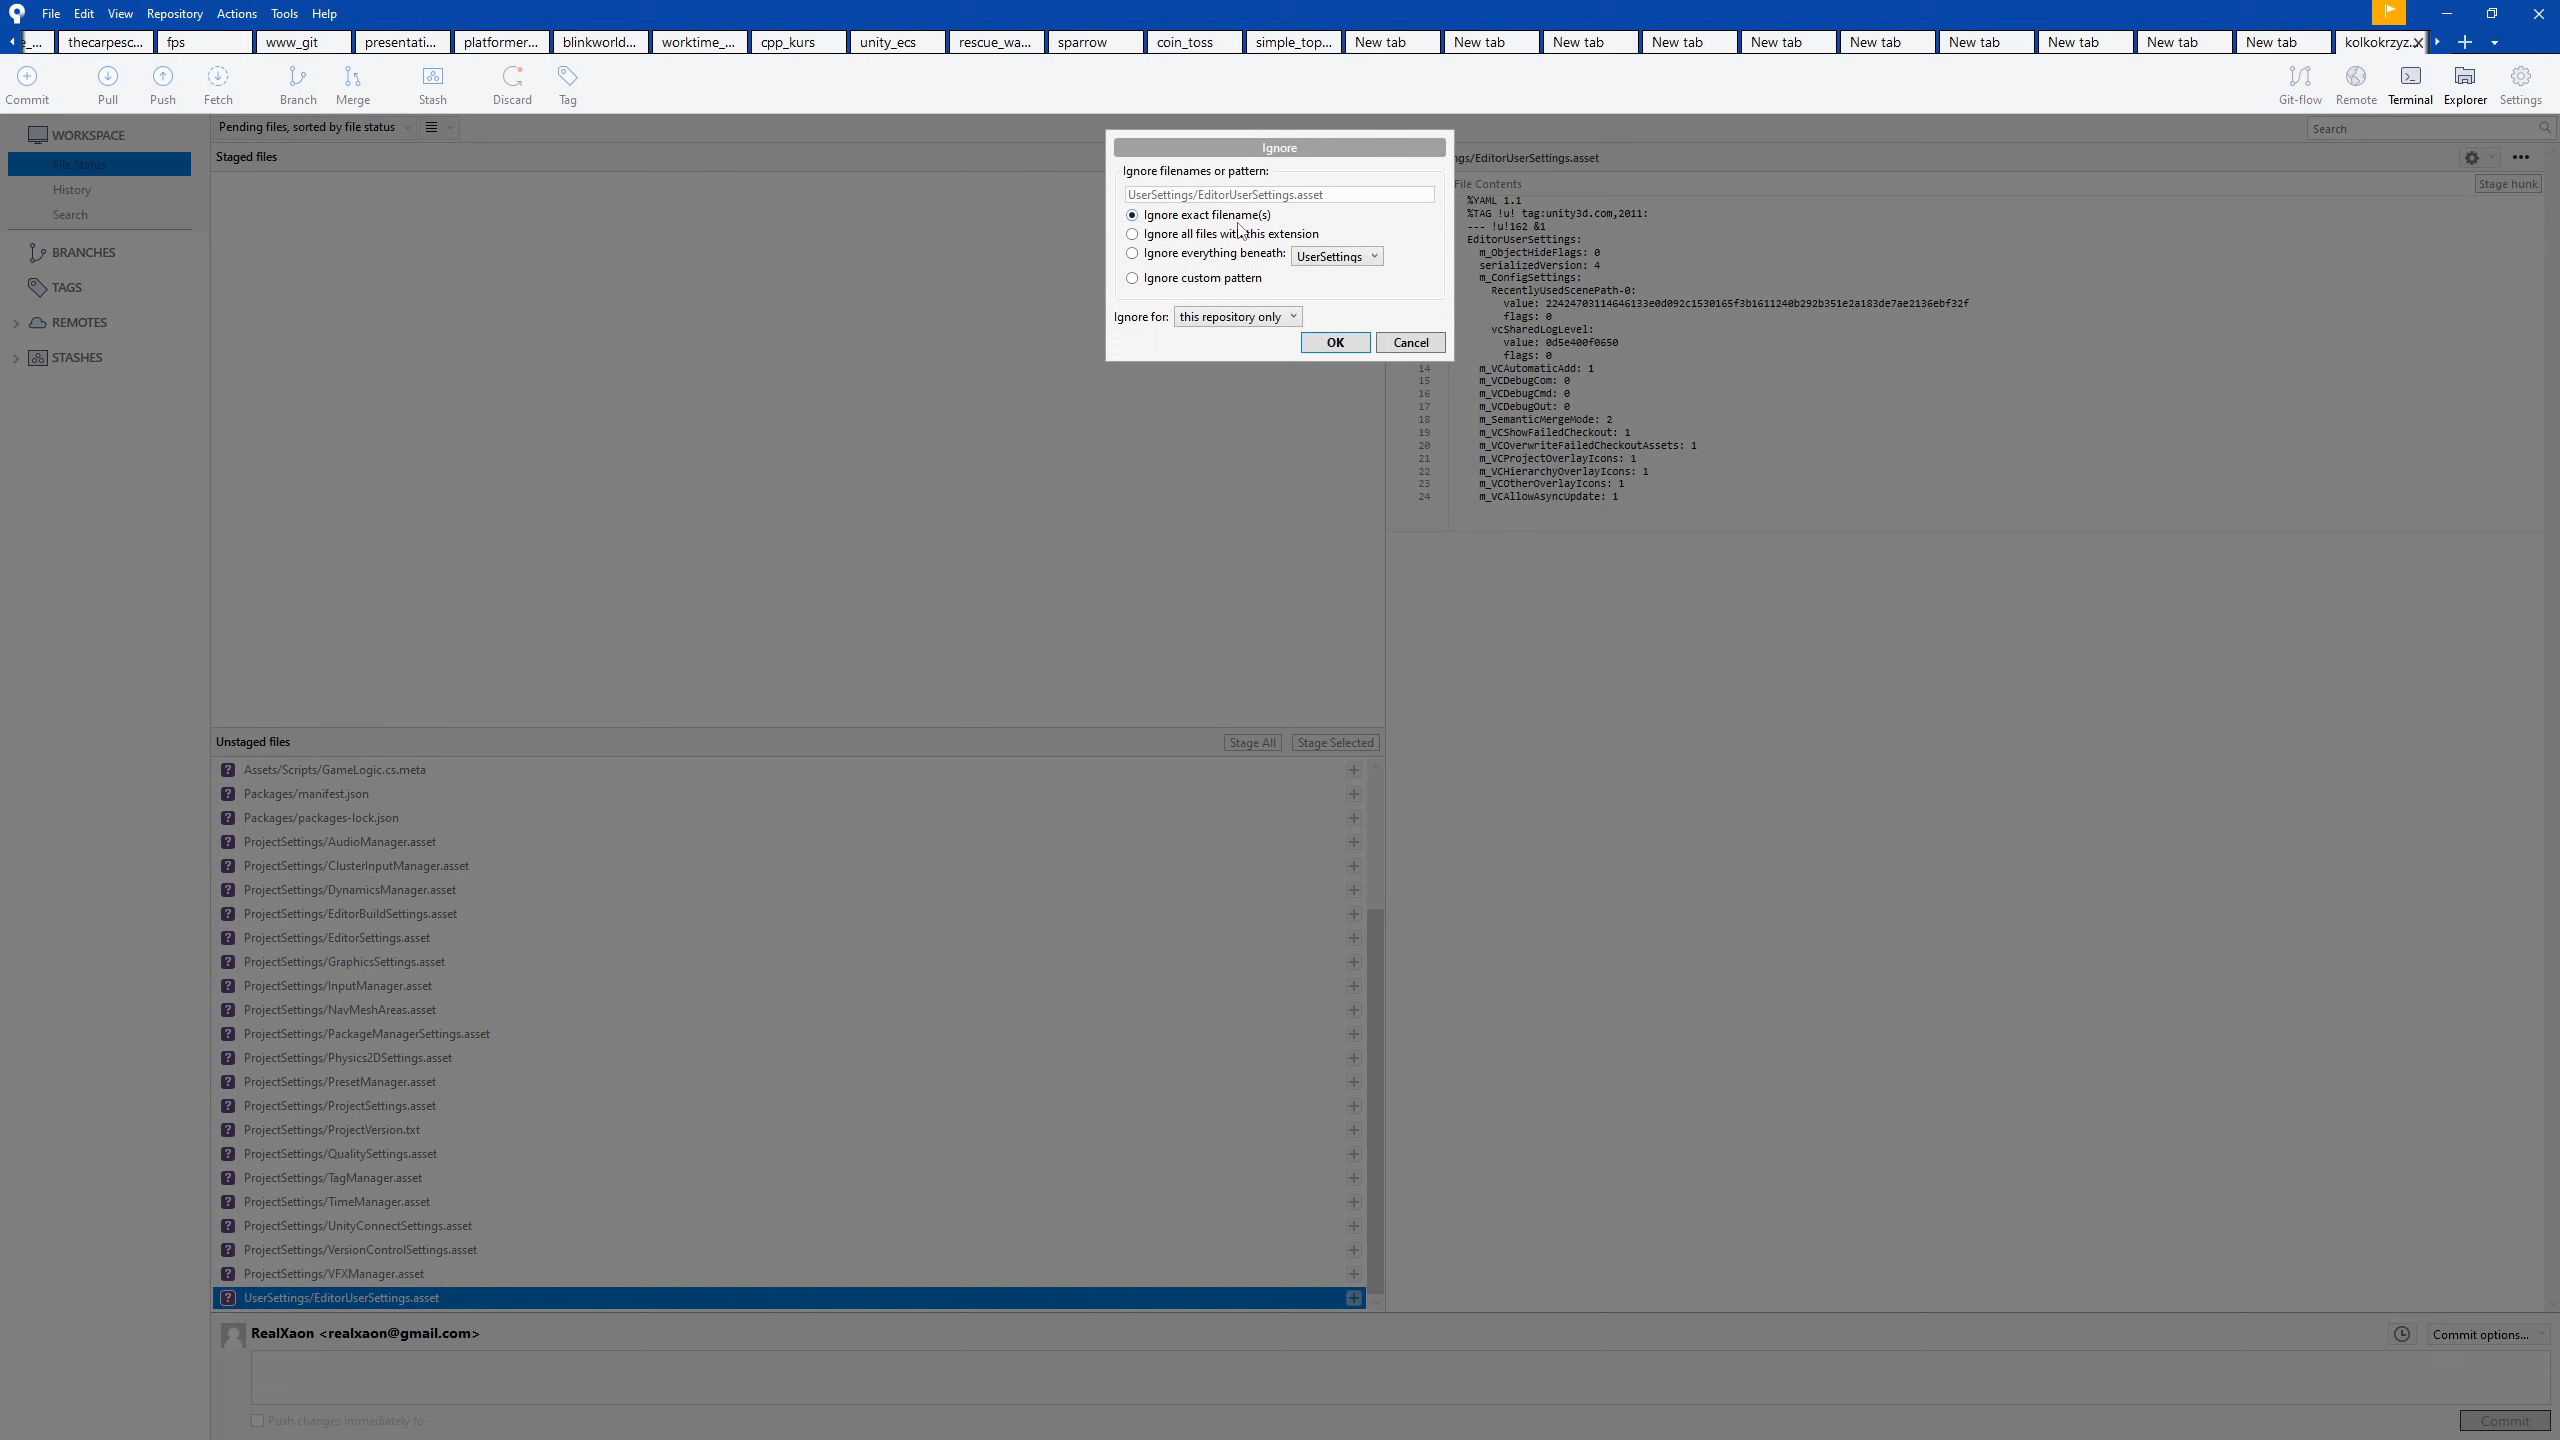 File Edit View Repository Actions Tools Help
e_... thecarpesc... fps www_git presentati... platformer... blinkworld... worktime_... cpp_kurs unity_ecs rescue_wa... sparrow coin_toss simple_top... New tab New tab New tab New tab New tab New tab New tab New tab New tab New tab kolkokrzyz...
Commit Pull Push Fetch Branch Merge Stash Discard Tag Git-flow Remote Terminal Explorer Settings
WORKSPACE
File Status
History
Search
BRANCHES
TAGS
REMOTES
STASHES
Pending files, sorted by file status
Search
Staged files
Ignore
Ignore filenames or pattern:
UserSettings/EditorUserSettings.asset
Ignore exact filename(s)
Ignore all files with this extension
Ignore everything beneath: UserSettings
Ignore custom pattern
Ignore for: this repository only
OK Cancel
gs/EditorUserSettings.asset
File Contents Stage hunk
%YAML 1.1
%TAG !u! tag:unity3d.com,2011:
--- !u!162 &1
EditorUserSettings:
m_ObjectHideFlags: 0
serializedVersion: 4
m_ConfigSettings:
RecentlyUsedScenePath-0:
value: 22424703114646133e0d092c1530165f3b1611240b292b351e2a183de7ae2136ebf32f
flags: 0
vcSharedLogLevel:
value: 0d5e400f0650
flags: 0
14 m_VCAutomaticAdd: 1
15 m_VCDebugCom: 0
16 m_VCDebugCmd: 0
17 m_VCDebugOut: 0
18 m_SemanticMergeMode: 2
19 m_VCShowFailedCheckout: 1
20 m_VCOverwriteFailedCheckoutAssets: 1
21 m_VCProjectOverlayIcons: 1
22 m_VCHierarchyOverlayIcons: 1
23 m_VCOtherOverlayIcons: 1
24 m_VCAllowAsyncUpdate: 1
Unstaged files Stage All Stage Selected
Assets/Scripts/GameLogic.cs.meta
Packages/manifest.json
Packages/packages-lock.json
ProjectSettings/AudioManager.asset
ProjectSettings/ClusterInputManager.asset
ProjectSettings/DynamicsManager.asset
ProjectSettings/EditorBuildSettings.asset
ProjectSettings/EditorSettings.asset
ProjectSettings/GraphicsSettings.asset
ProjectSettings/InputManager.asset
ProjectSettings/NavMeshAreas.asset
ProjectSettings/PackageManagerSettings.asset
ProjectSettings/Physics2DSettings.asset
ProjectSettings/PresetManager.asset
ProjectSettings/ProjectSettings.asset
ProjectSettings/ProjectVersion.txt
ProjectSettings/QualitySettings.asset
ProjectSettings/TagManager.asset
ProjectSettings/TimeManager.asset
ProjectSettings/UnityConnectSettings.asset
ProjectSettings/VersionControlSettings.asset
ProjectSettings/VFXManager.asset
UserSettings/EditorUserSettings.asset
RealXaon <realxaon@gmail.com>
Commit options...
Push changes immediately to -
Commit